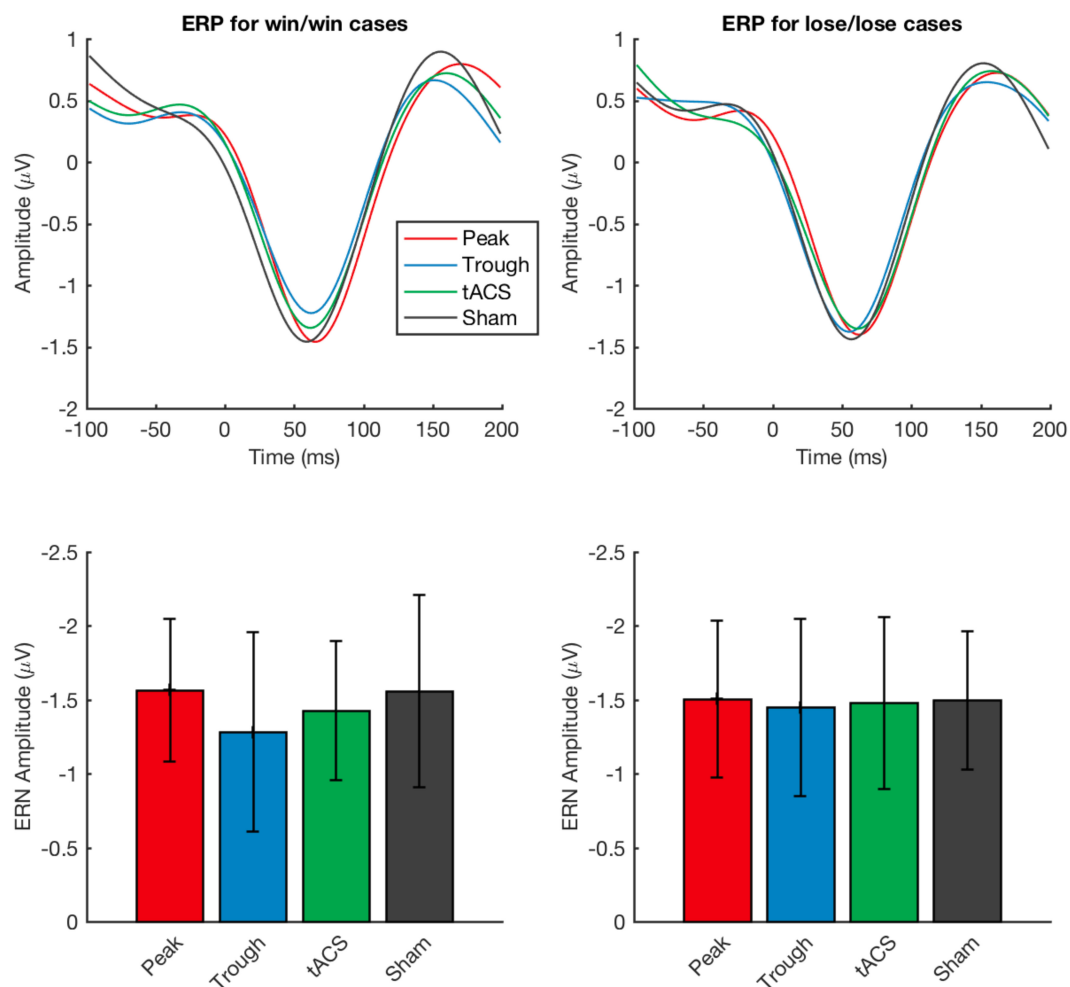 ERP for win/win cases
1
0.5
0
-0.5
-1
-1.5
-2
Amplitude (μV)
-100 -50 0 50 100 150 200
Time (ms)
Peak
Trough
tACS
Sham
ERP for lose/lose cases
1
0.5
0
-0.5
-1
-1.5
-2
Amplitude (μV)
-100 -50 0 50 100 150 200
Time (ms)
-2.5
-2
-1.5
-1
-0.5
0
ERN Amplitude (μV)
Peak Trough tACS Sham
-2.5
-2
-1.5
-1
-0.5
0
ERN Amplitude (μV)
Peak Trough tACS Sham